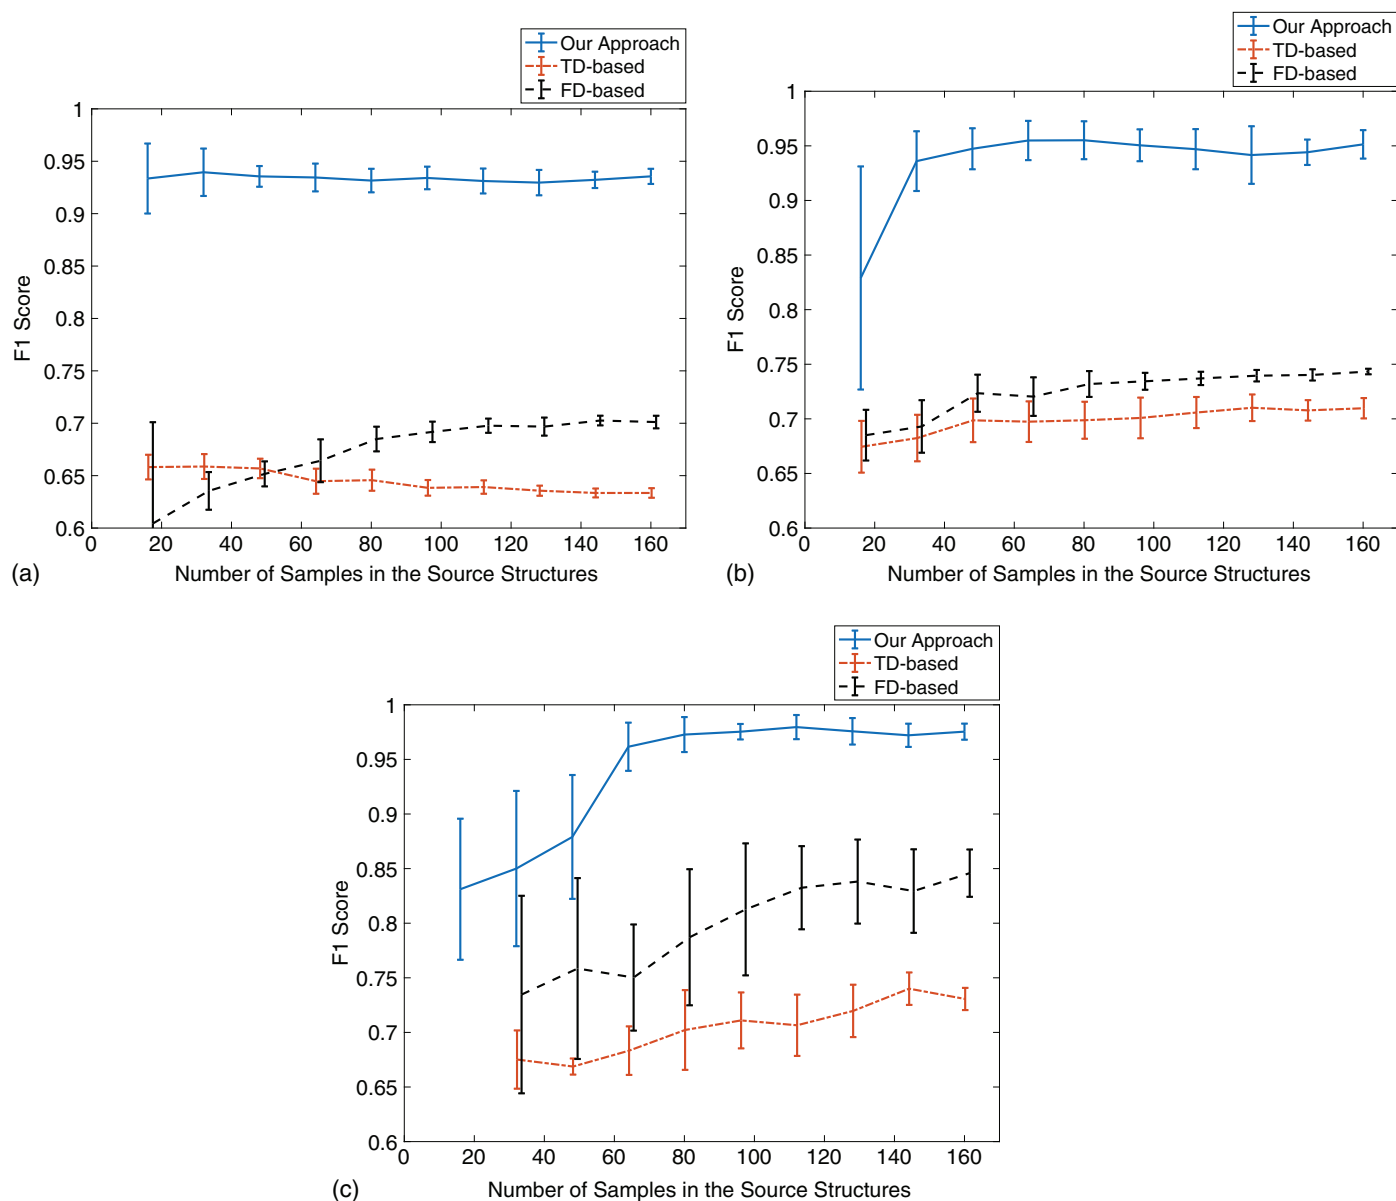 Our Approach
TD-based
FD-based
1
0.95
0.9
0.85
0.8
0.75
0.7
0.65
0.6
F1 Score
0 20 40 60 80 100 120 140 160
Number of Samples in the Source Structures
(a)
Our Approach
TD-based
FD-based
1
0.95
0.9
0.85
0.8
0.75
0.7
0.65
0.6
F1 Score
0 20 40 60 80 100 120 140 160
Number of Samples in the Source Structures
(b)
Our Approach
TD-based
FD-based
1
0.95
0.9
0.85
0.8
0.75
0.7
0.65
0.6
F1 Score
0 20 40 60 80 100 120 140 160
Number of Samples in the Source Structures
(c)